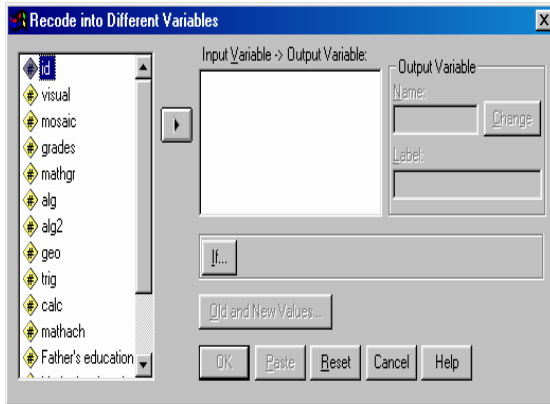 Recode into Different Variables
id
visual
mosaic
grades
mathgr
alg
alg2
geo
trig
calc
mathach
Father's education
Input Variable -> Output Variable:
Output Variable
Name:
Change
Label:
If...
Old and New Values...
OK
Paste
Reset
Cancel
Help